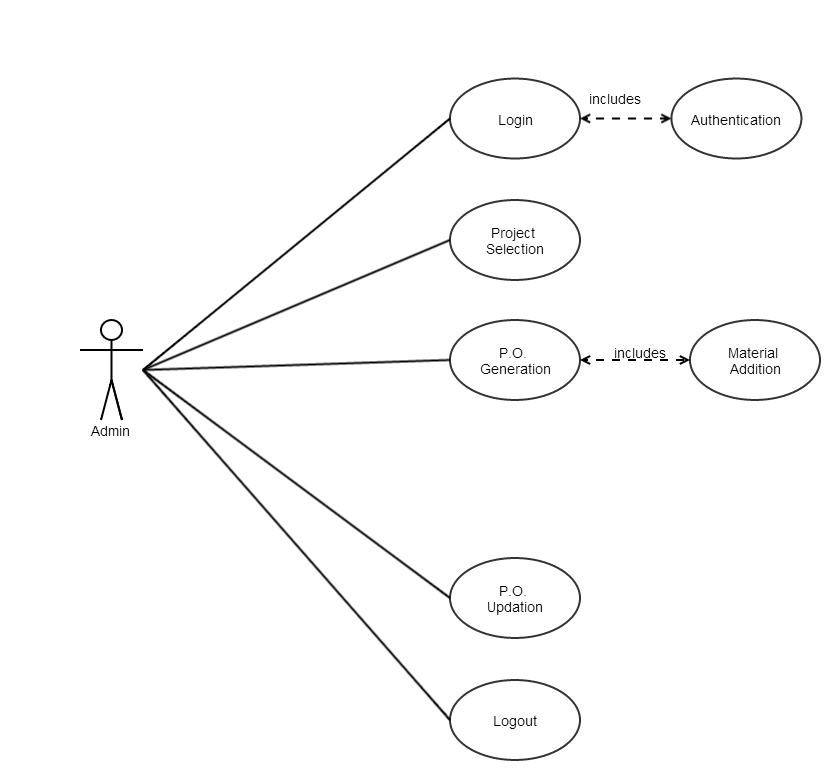 includes
Login
Authentication
Project
Selection
P.O.
Generation
includes
Material
Addition
Admin
P.O.
Updation
Logout